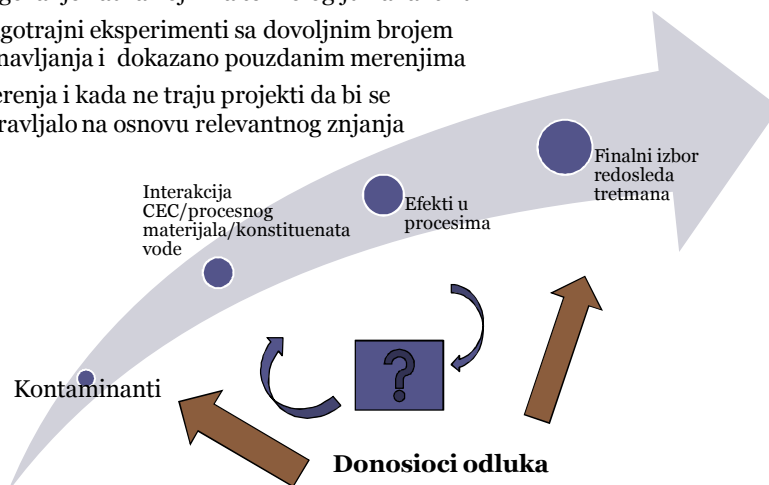 gotrajni eksperimenti sa dovoljnim brojem
navljanja i dokazano pouzdanim merenjima
erenja i kada ne traju projekti da bi se
ravljalo na osnovu relevantnog znjanja
Interakcija
CEC/procesnog
materijala/konstituenata
vode
Efekti u
procesima
Finalni izbor
redosleda
tretmana
?
Kontaminanti
Donosioci odluka